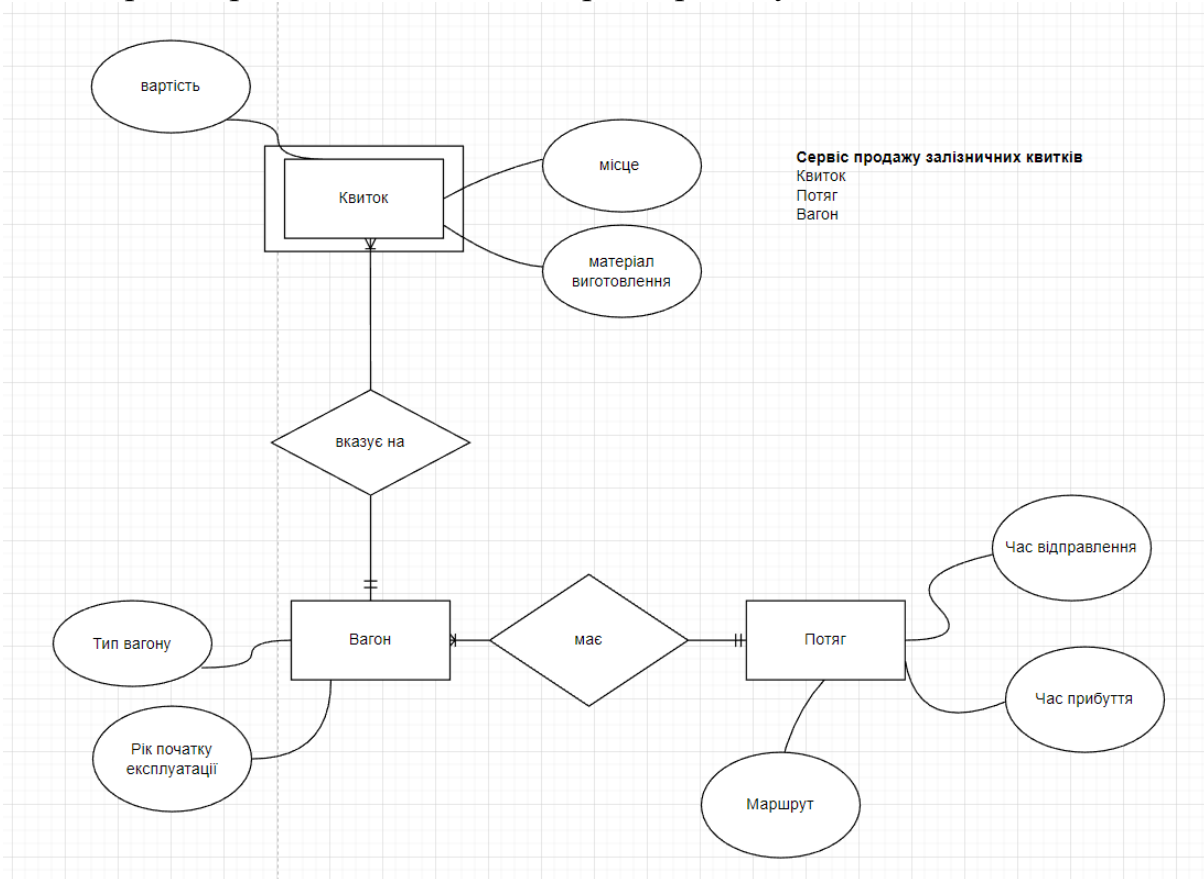 вартість
місце
Сервіс продажу залізничних квитків
Квиток
Потяг
Вагон
Квиток
матеріал
виготовлення
вказує на
Час відправлення
Тип вагону
Вагон
має
Потяг
Час прибуття
Рік початку
експлуатації
Маршрут